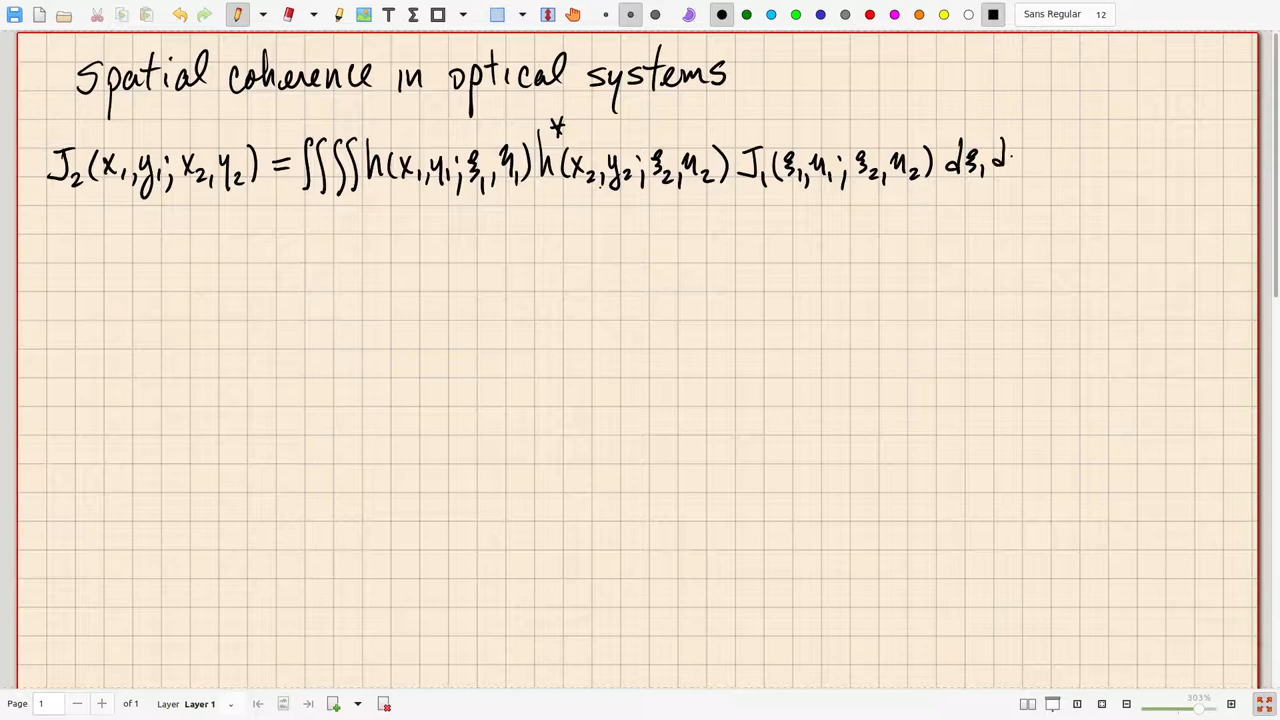 Sans Regular 12
Spatial coherence in optical systems
J₂(x₁,y₁; x₂,y₂) = ∫∫∫∫ h(x₁,y₁; ξ₁,η₁) h*(x₂,y₂; ξ₂,η₂) J₁(ξ₁,η₁; ξ₂,η₂) dξ₁ d
Page 1 of 1 Layer Layer 1 303%